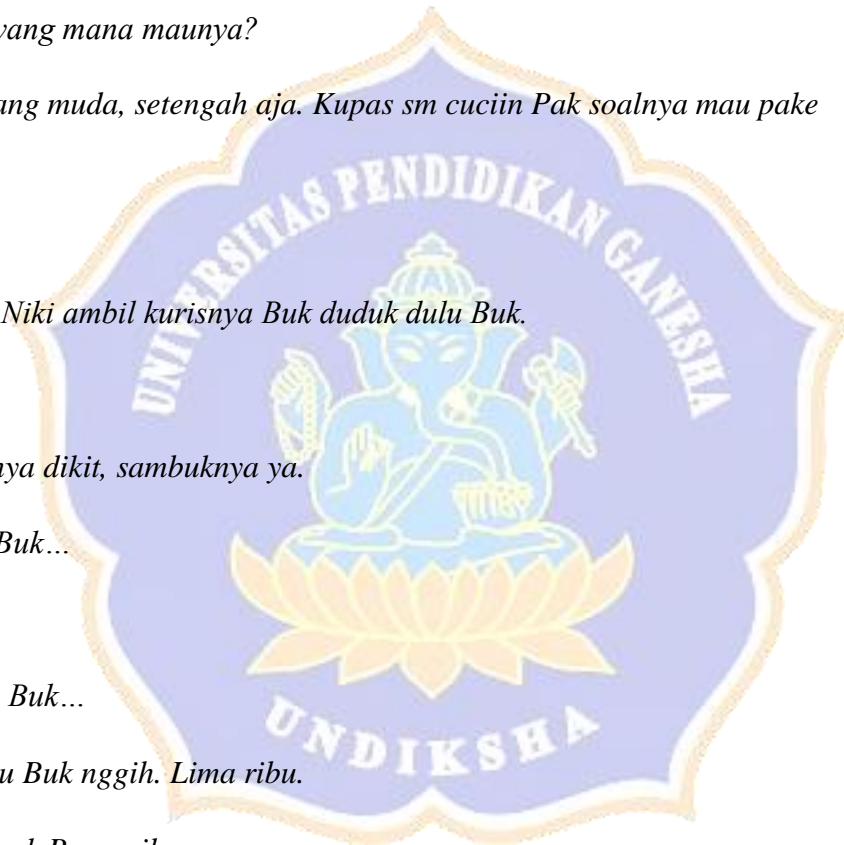 yang mana maunya?
ang muda, setengah aja. Kupas sm cuciin Pak soalnya mau pake
UNIVERSITAS PENDIDIKAN GANESHA
Niki ambil kurisnya Buk duduk dulu Buk.
nya dikit, sambuknya ya.
Buk…
Buk…
UNDIKSHA
u Buk nggih. Lima ribu.